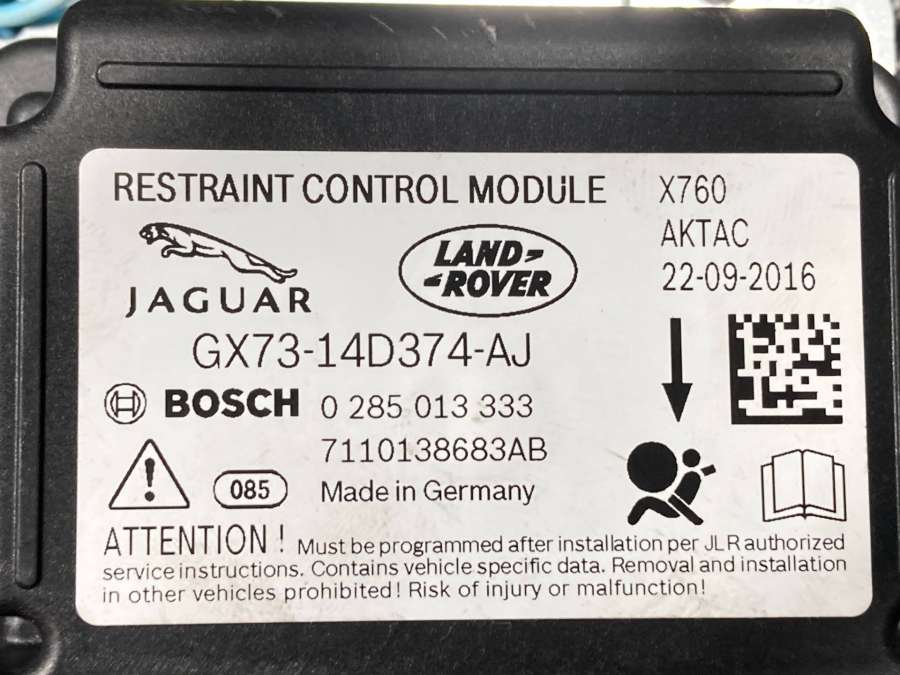 RESTRAINT CONTROL MODULE
X760
AKTAC
22-09-2016
JAGUAR
LAND
ROVER
GX73-14D374-AJ
BOSCH 0 285 013 333
7110138683AB
085
Made in Germany
ATTENTION ! Must be programmed after installation per JLR authorized
service instructions. Contains vehicle specific data. Removal and installation
in other vehicles prohibited! Risk of injury or malfunction!